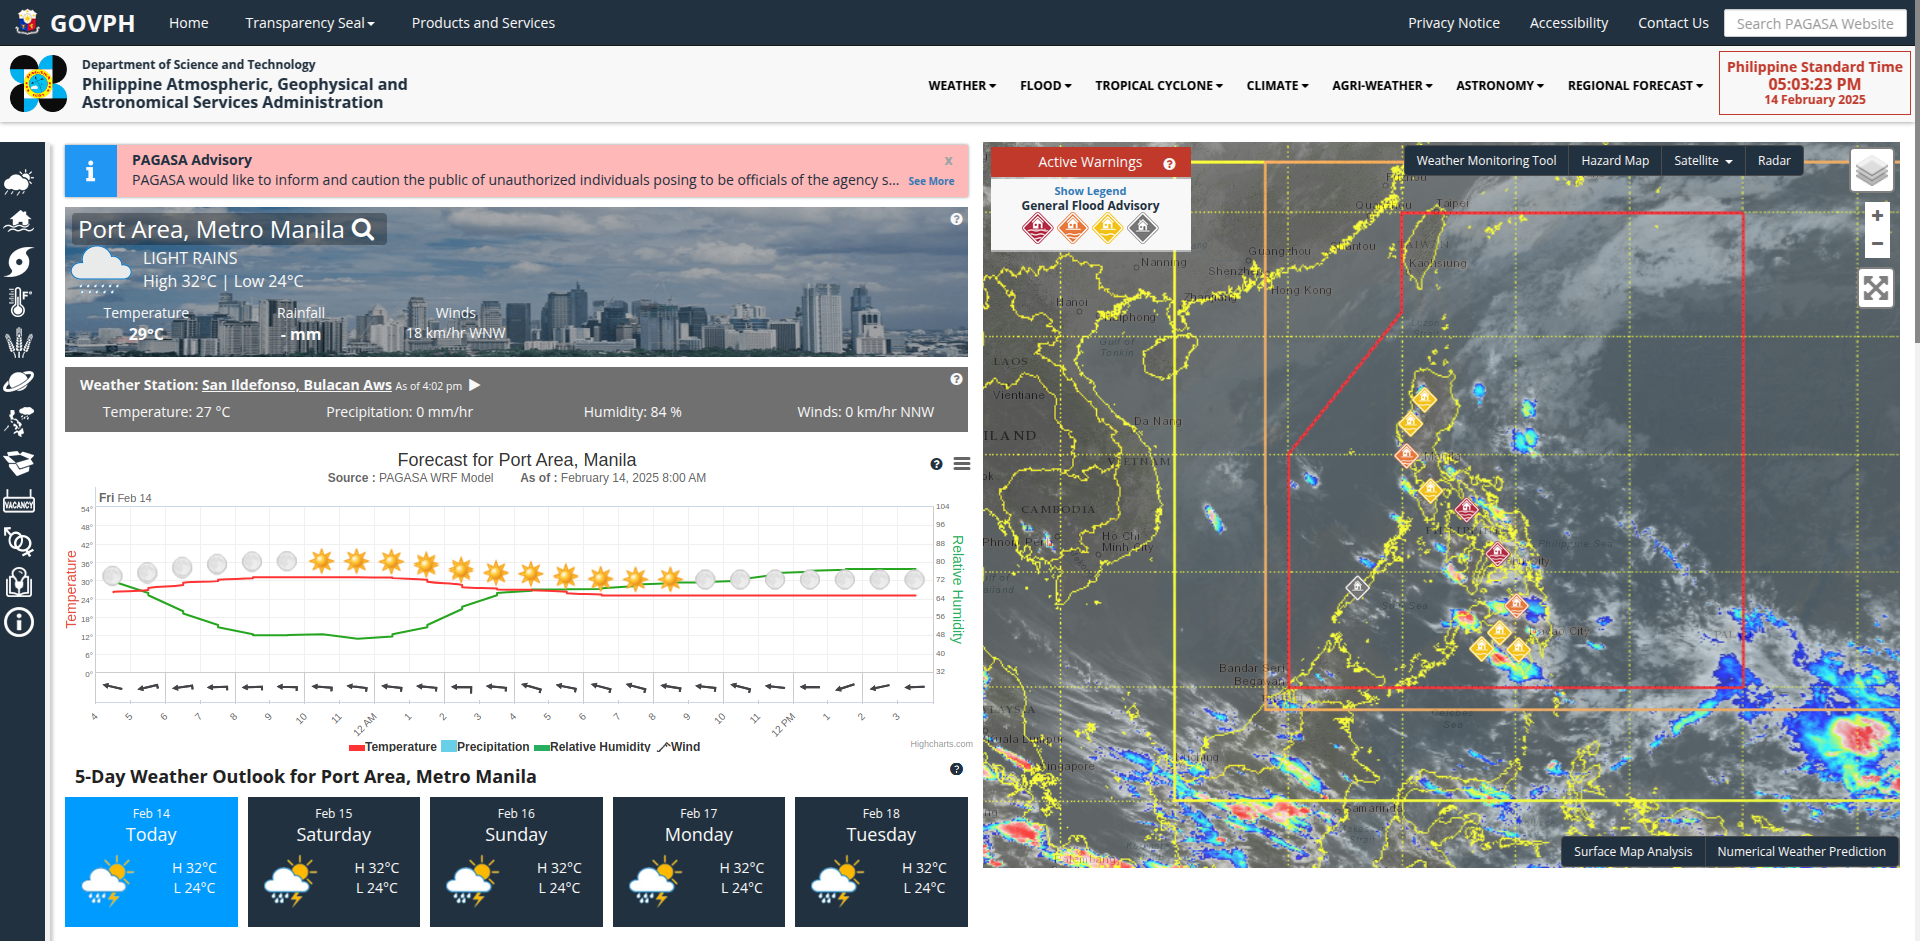 GOVPH
Home
Transparency Seal
Products and Services
Privacy Notice
Accessibility
Contact Us
Search PAGASA Website
Department of Science and Technology
Philippine Atmospheric, Geophysical and
Astronomical Services Administration
WEATHER
FLOOD
TROPICAL CYCLONE
CLIMATE
AGRI-WEATHER
ASTRONOMY
REGIONAL FORECAST
Philippine Standard Time
05:03:23 PM
14 February 2025
PAGASA Advisory
x
PAGASA would like to inform and caution the public of unauthorized individuals posing to be officials of the agency s...
See More
Port Area, Metro Manila
LIGHT RAINS
High 32°C | Low 24°C
Temperature
Rainfall
Winds
29°C
- mm
18 km/hr WNW
Weather Station: San Ildefonso, Bulacan Aws As of 4:02 pm
Temperature: 27 °C
Precipitation: 0 mm/hr
Humidity: 84 %
Winds: 0 km/hr NNW
VACANCY
Forecast for Port Area, Manila
Source : PAGASA WRF Model As of : February 14, 2025 8:00 AM
Fri Feb 14
Temperature
54°
48°
42°
36°
30°
24°
18°
12°
6°
0°
104
96
88
80
72
64
56
48
40
32
Relative Humidity
4
5
6
7
8
9
10
11
12 AM
1
2
3
4
5
6
7
8
9
10
11
12 PM
1
2
3
Temperature
Precipitation
Relative Humidity
Wind
Highcharts.com
5-Day Weather Outlook for Port Area, Metro Manila
Feb 14
Today
H 32°C
L 24°C
Feb 15
Saturday
H 32°C
L 24°C
Feb 16
Sunday
H 32°C
L 24°C
Feb 17
Monday
H 32°C
L 24°C
Feb 18
Tuesday
H 32°C
L 24°C
Active Warnings
Show Legend
General Flood Advisory
Weather Monitoring Tool
Hazard Map
Satellite
Radar
+
−
Taipei
Guangzhou
Nanning
Shenzhen
Kaohsiung
Hong Kong
Hanoi
Gulf of
Tonkin
LAOS
Vientiane
Da Nang
VIETNAM
CAMBODIA
Ho Chi
Minh City
Philippine Sea
Bandar Seri
Begawan
Kuching
Singapore
Samarinda
Palembang
Surface Map Analysis
Numerical Weather Prediction